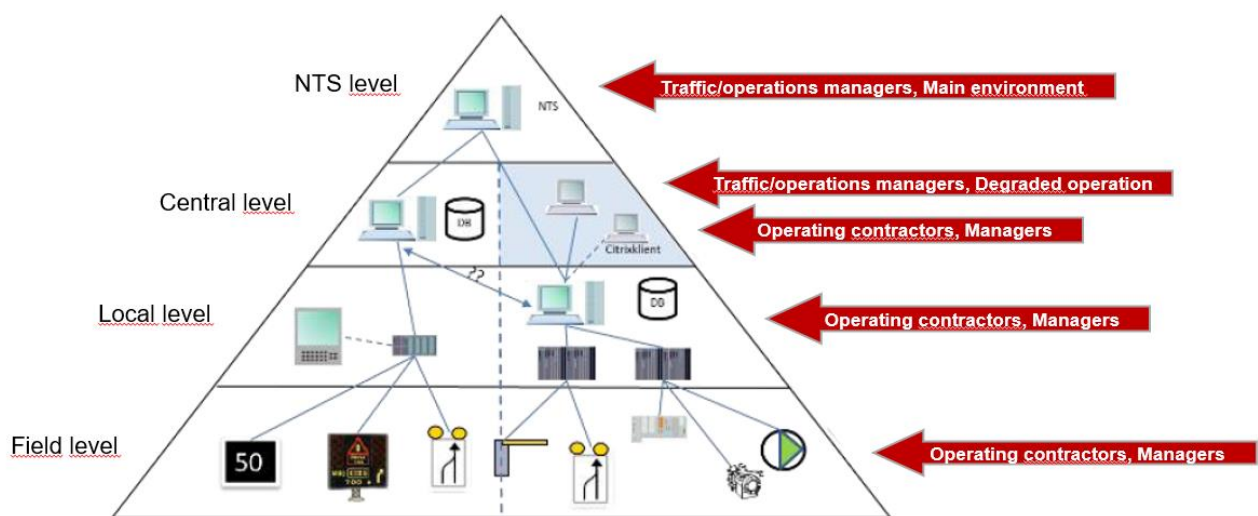 NTS level
NTS
Traffic/operations managers, Main environment
Central level
DB
Citrixklient
Traffic/operations managers, Degraded operation
Operating contractors, Managers
??
Local level
DB
Operating contractors, Managers
Field level
50
Operating contractors, Managers